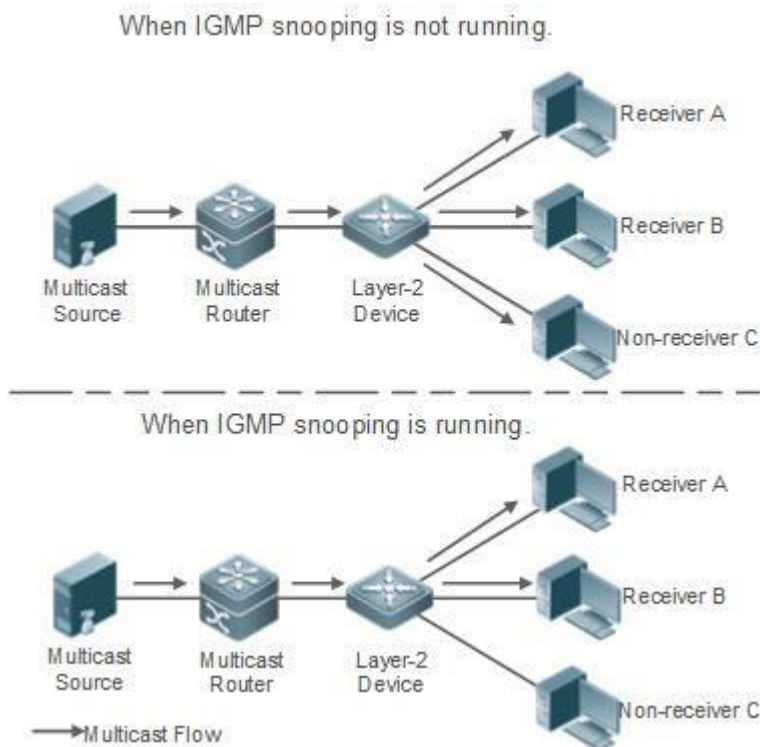 When IGMP snooping is not running.
Receiver A
Receiver B
Multicast
Source
Multicast
Router
Layer-2
Device
Non-receiver C
When IGMP snooping is running.
Receiver A
Receiver B
Multicast
Source
Multicast
Router
Layer-2
Device
Non-receiver C
Multicast Flow